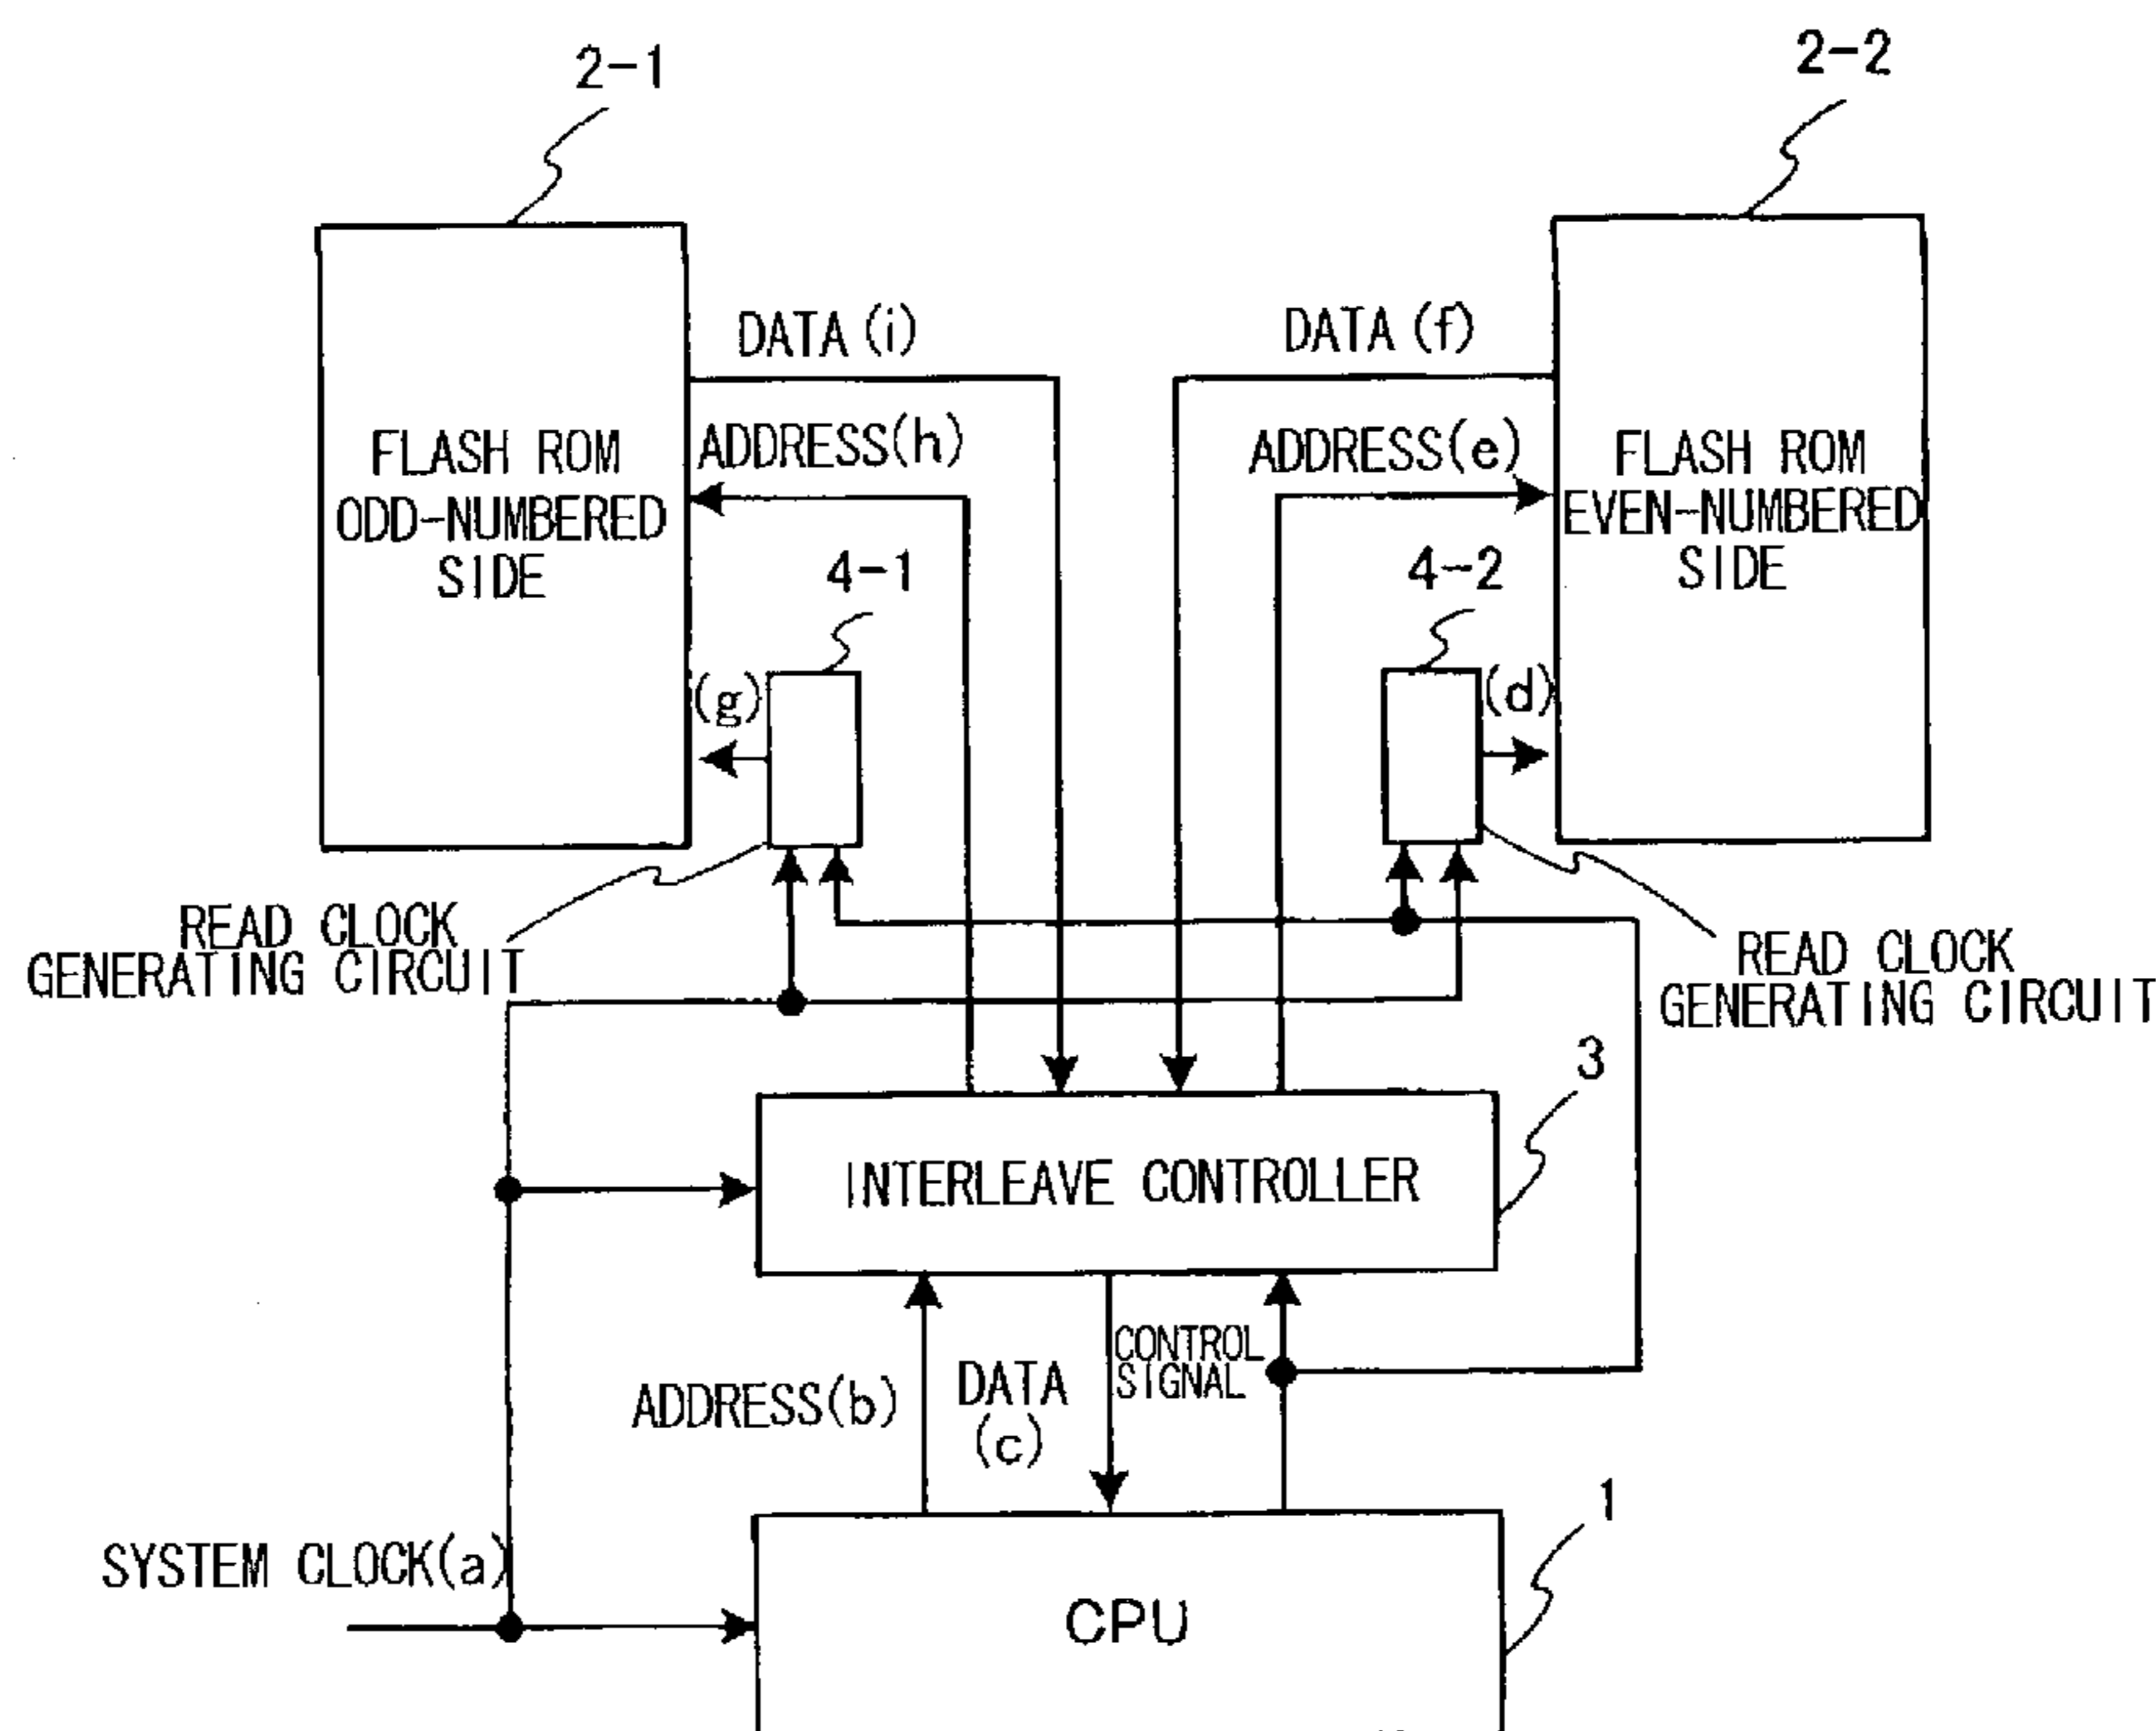 2-1
2-2
DATA (i)
DATA (f)
ADDRESS(h)
ADDRESS(e)
FLASH ROM
ODD-NUMBERED
SIDE
FLASH ROM
EVEN-NUMBERED
SIDE
4-1
4-2
(g)
(d)
READ CLOCK
GENERATING CIRCUIT
READ CLOCK
GENERATING CIRCUIT
3
INTERLEAVE CONTROLLER
CONTROL
SIGNAL
ADDRESS(b)
DATA
(c)
1
SYSTEM CLOCK(a)
CPU